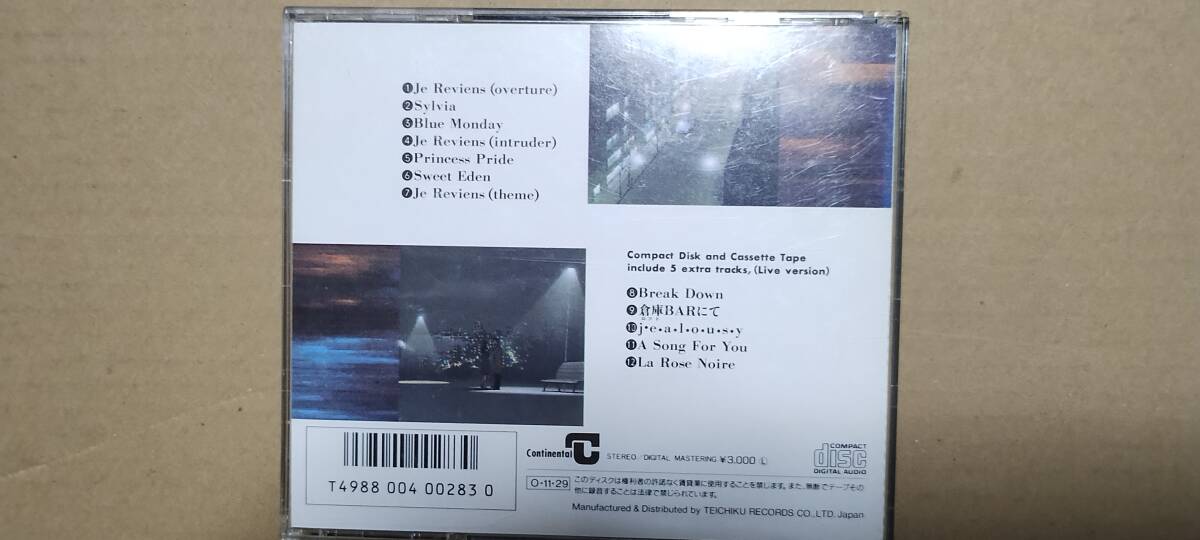 ❶Je Reviens (overture)
❷Sylvia
❸Blue Monday
❹Je Reviens (intruder)
❺Princess Pride
❻Sweet Eden
❼Je Reviens (theme)
Compact Disk and Cassette Tape
include 5 extra tracks, (Live version)
❽Break Down
❾倉庫BARにて
ロフト
❿j・e・a・l・o・u・s・y
⓫A Song For You
⓬La Rose Noire
T4988 004 00283 0
Continental
STEREO／DIGITAL MASTERING ¥3,000 Ⓛ
COMPACT
disc
DIGITAL AUDIO
O・11・29
このディスクは権利者の許諾なく賃貸業に使用することを禁じます。また、無断でテープその
他に録音することは法律で禁じられています。
Manufactured & Distributed by TEICHIKU RECORDS CO., LTD. Japan